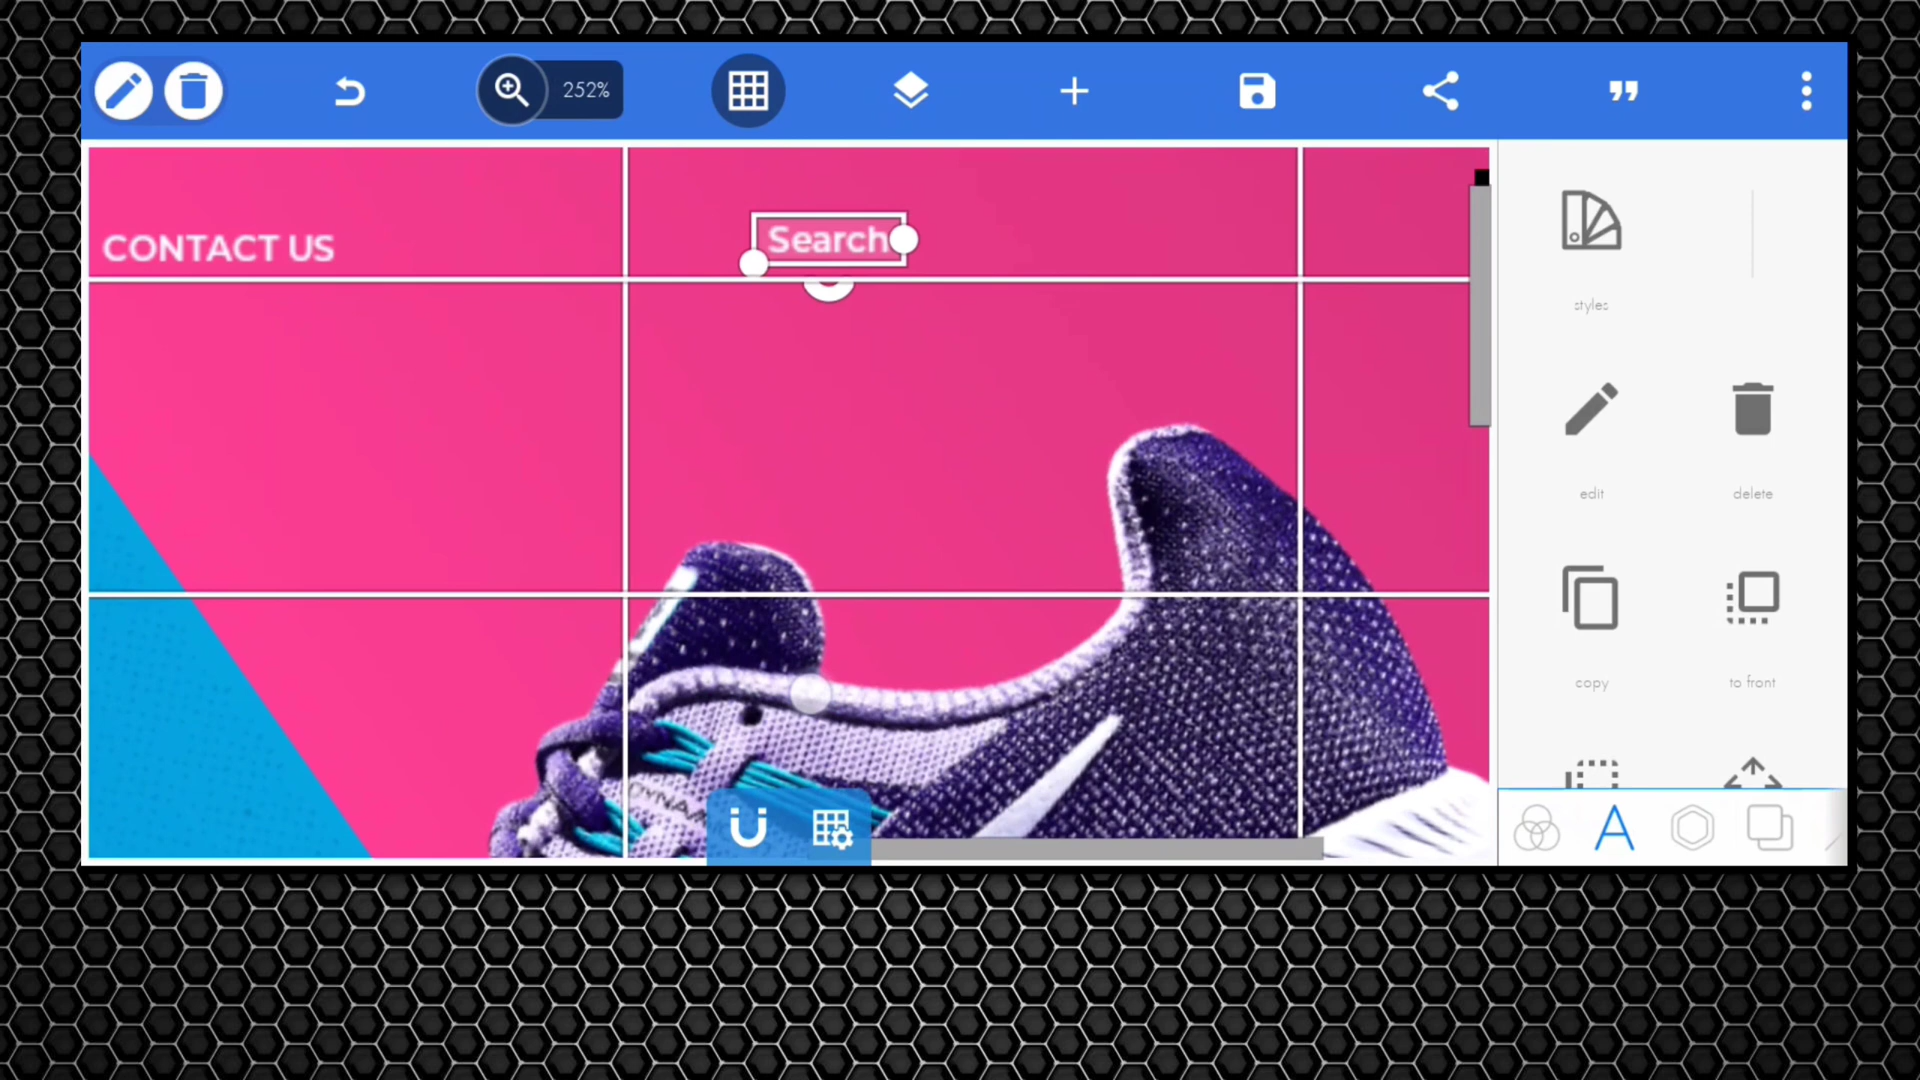 252%
CONTACT US
Search
styles
edit
delete
copy
to front